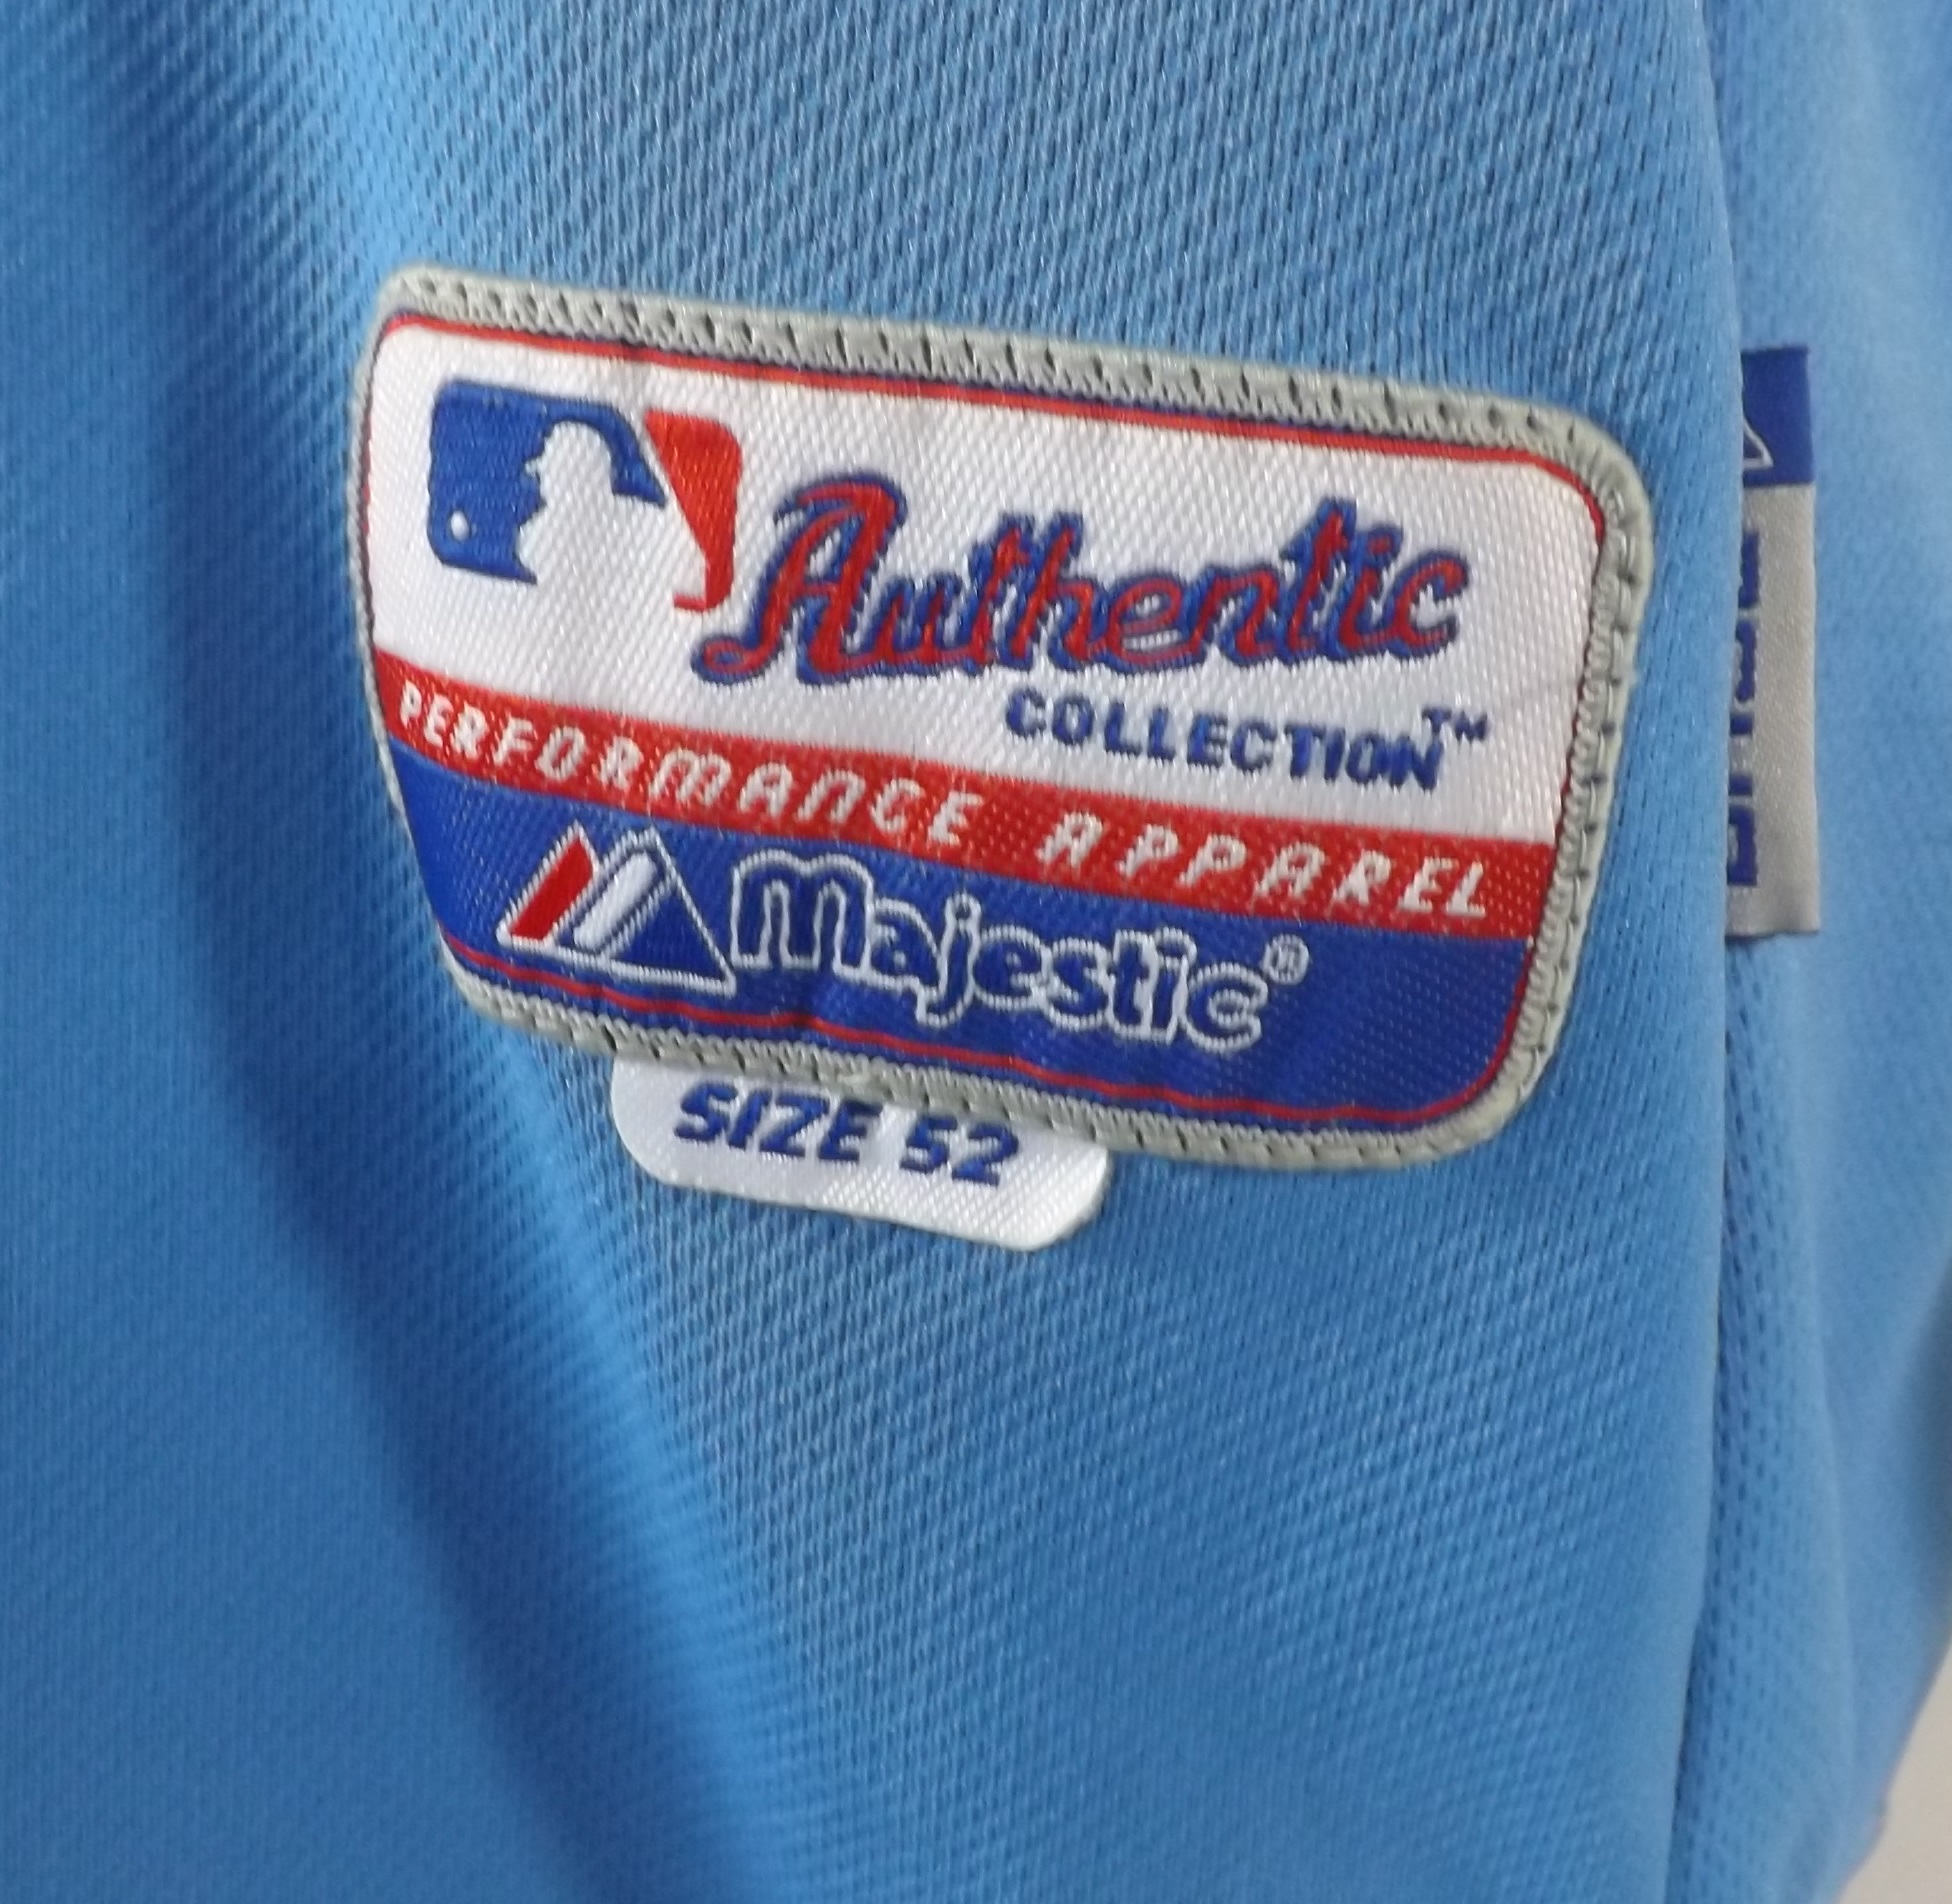 Authentic
COLLECTION™
PERFORMANCE APPAREL
Majestic®
SIZE 52